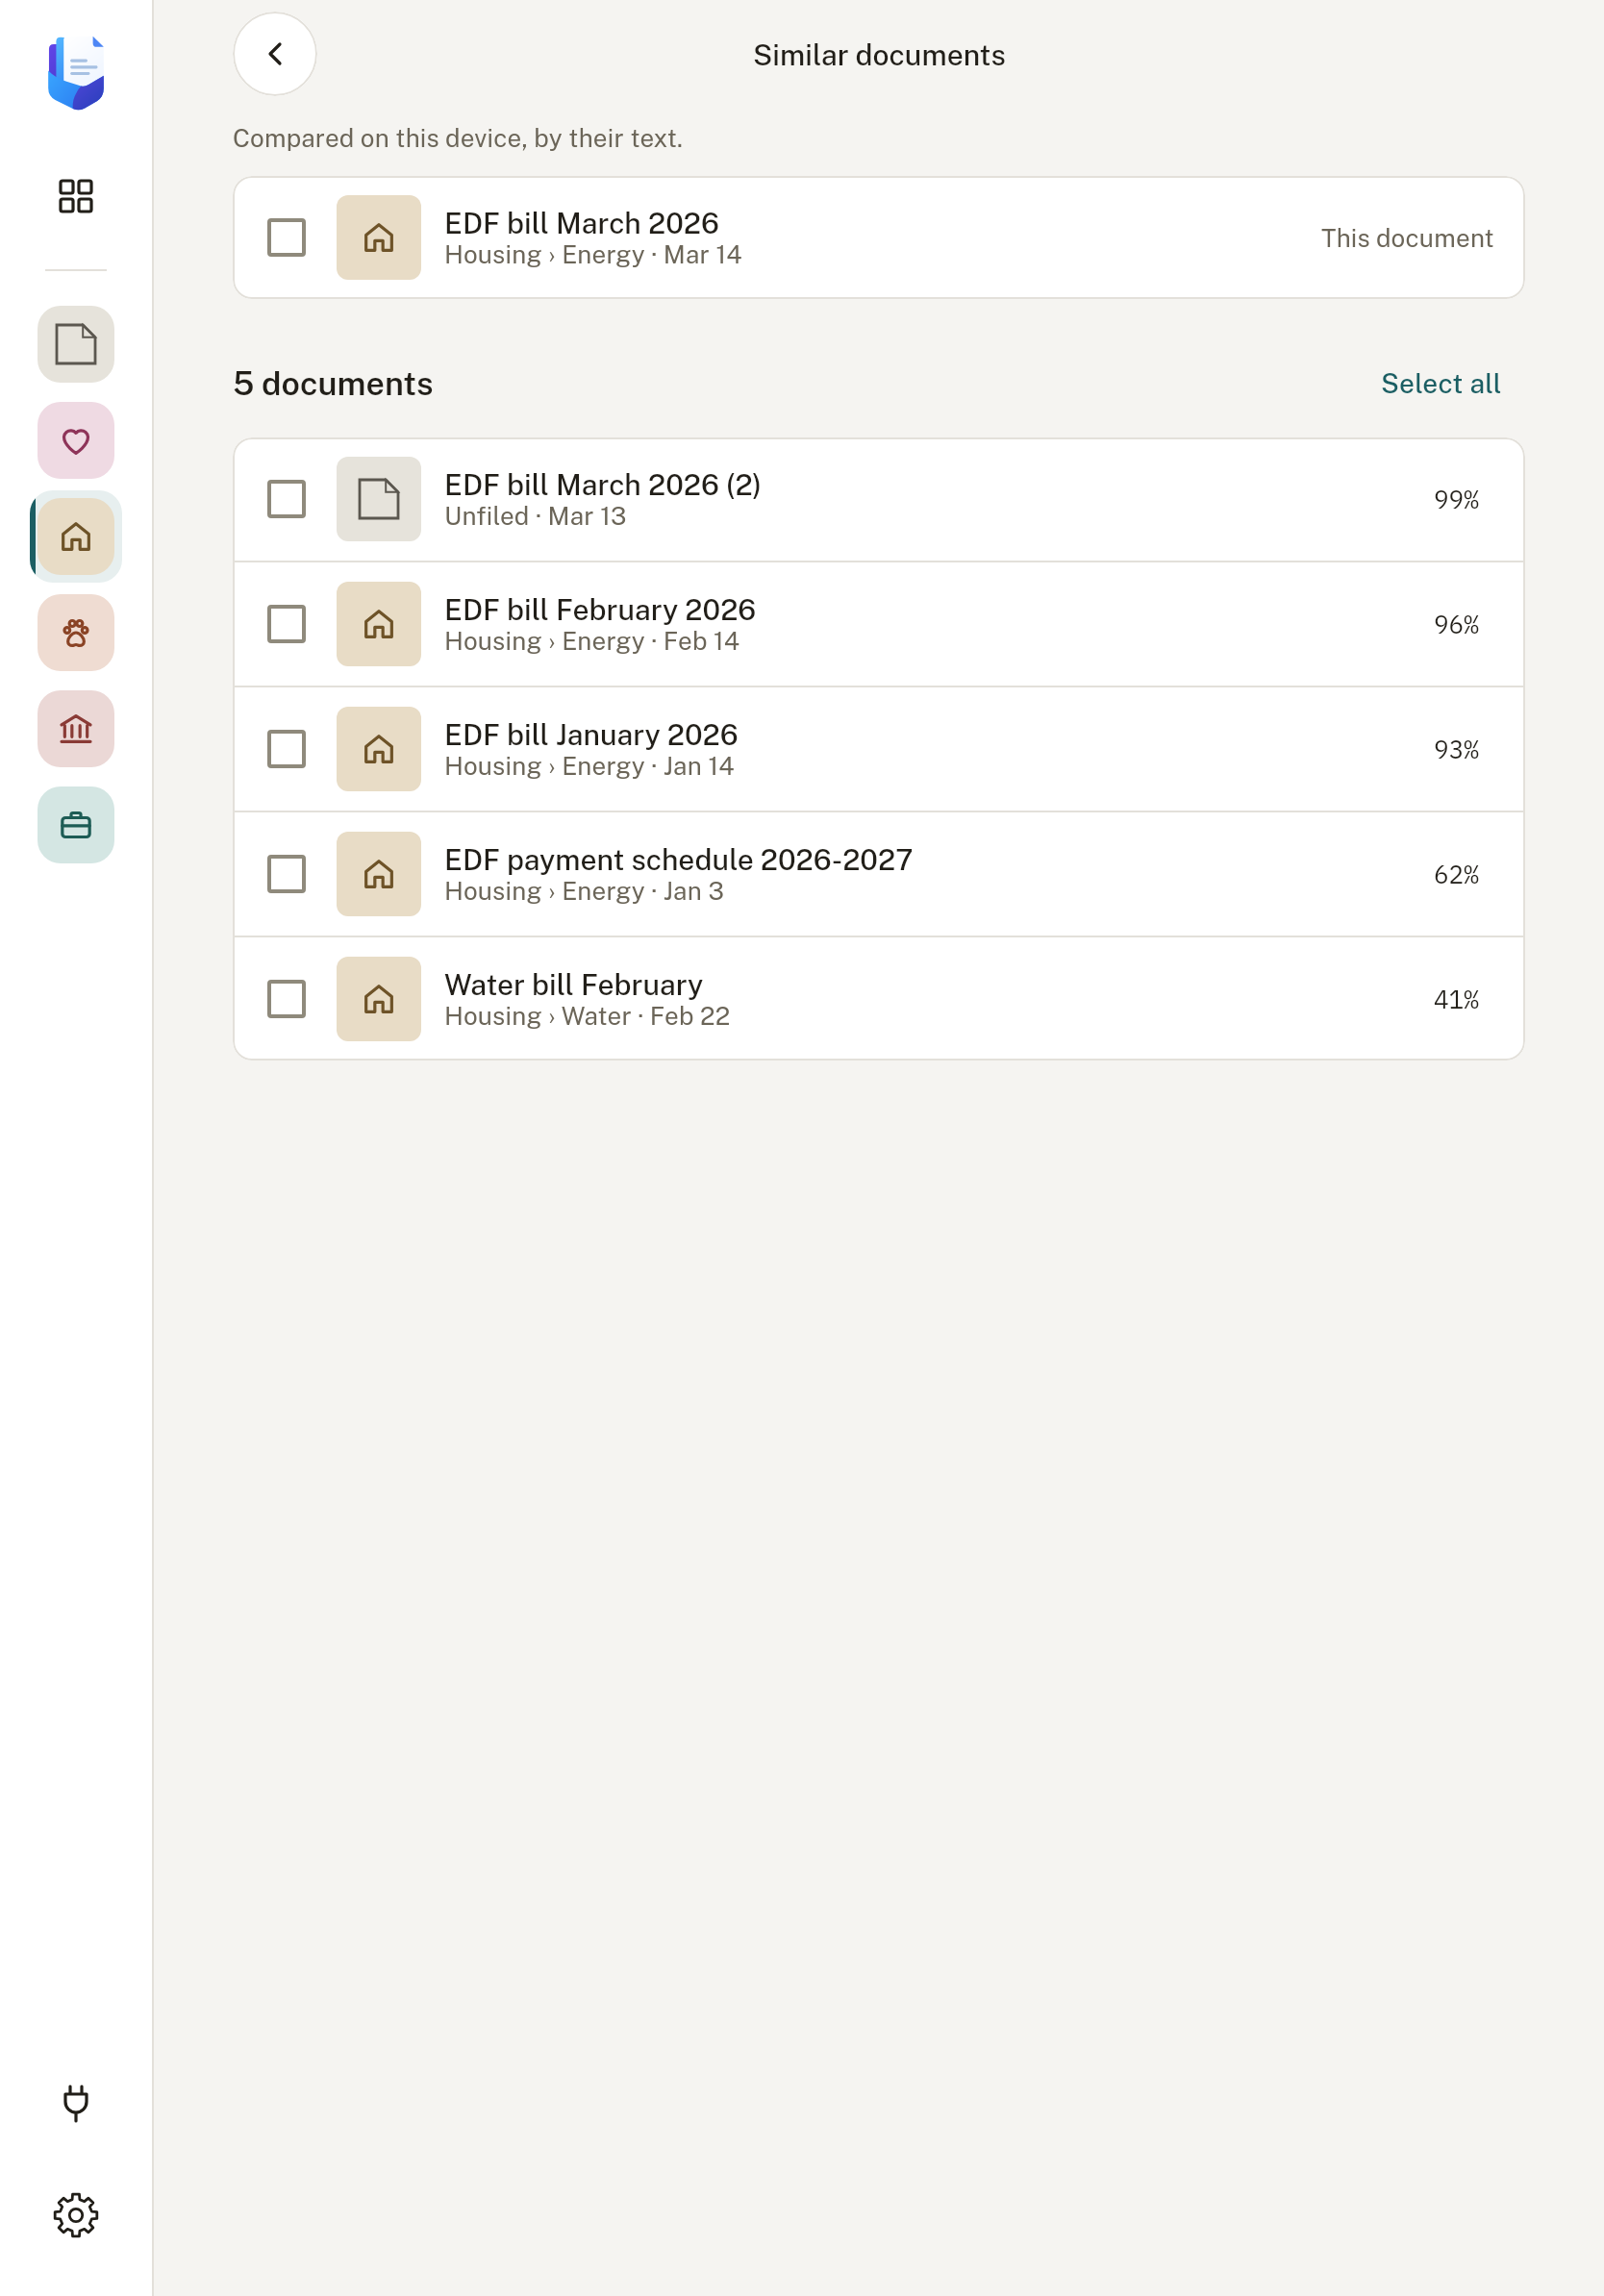 Similar documents
Compared on this device, by their text.
EDF bill March 2026
Housing › Energy · Mar 14
This document
5 documents
Select all
EDF bill March 2026 (2)
Unfiled · Mar 13
99%
EDF bill February 2026
Housing › Energy · Feb 14
96%
EDF bill January 2026
Housing › Energy · Jan 14
93%
EDF payment schedule 2026-2027
Housing › Energy · Jan 3
62%
Water bill February
Housing › Water · Feb 22
41%